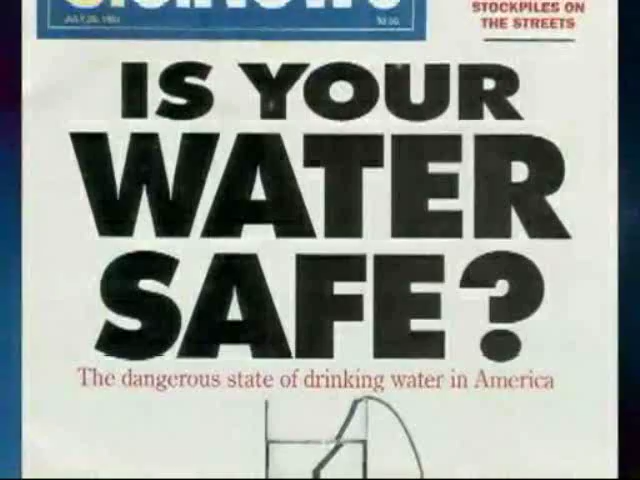 STOCKPILES ON
THE STREETS
IS YOUR
WATER
SAFE?
The dangerous state of drinking water in America